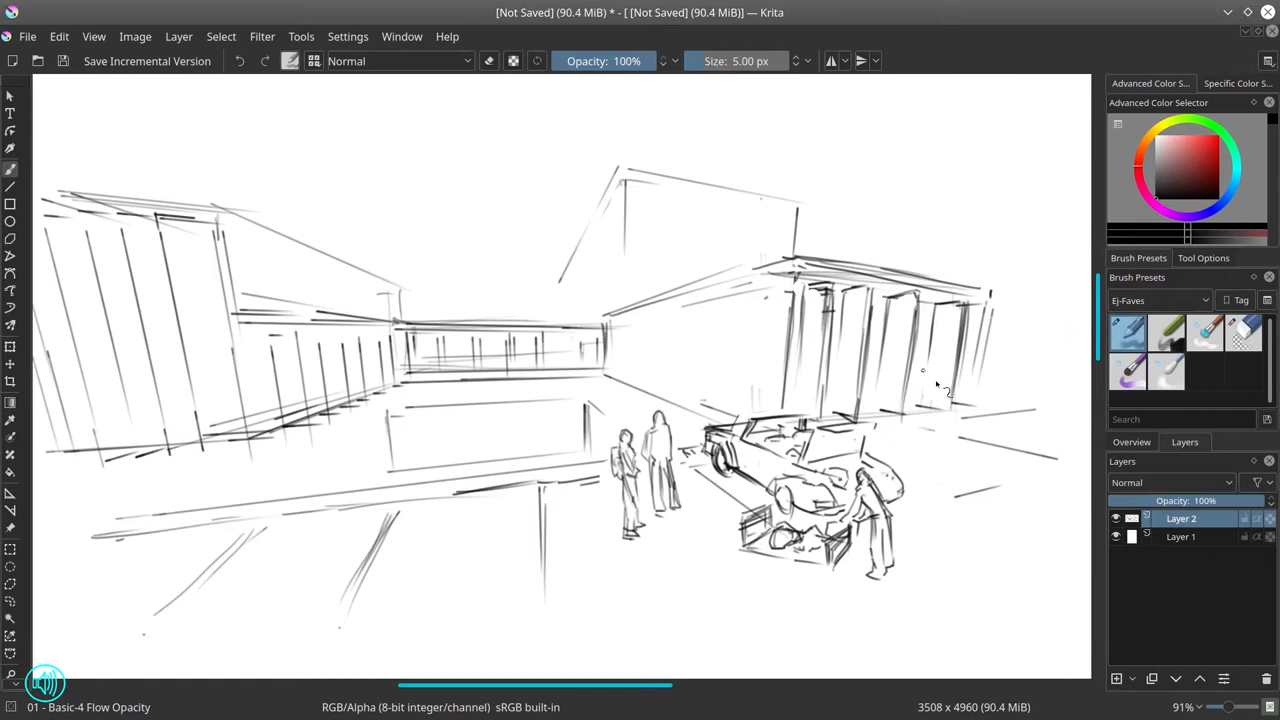 [Not Saved] (90.4 MiB) * - [ [Not Saved] (90.4 MiB)] — Krita
File Edit View Image Layer Select Filter Tools Settings Window Help
Save Incremental Version Normal Opacity: 100% Size: 5.00 px
Advanced Color S... Specific Color S...
Advanced Color Selector
Brush Presets Tool Options
Brush Presets
Ej-Faves Tag
Search
Overview Layers
Layers
Normal
Opacity: 100%
Layer 2
Layer 1
01 - Basic-4 Flow Opacity RGB/Alpha (8-bit integer/channel) sRGB built-in 3508 x 4960 (90.4 MiB) 91%